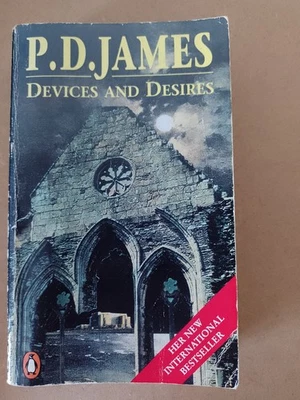 P.D.JAMES
DEVICES AND DESIRES
HER NEW
INTERNATIONAL
BESTSELLER